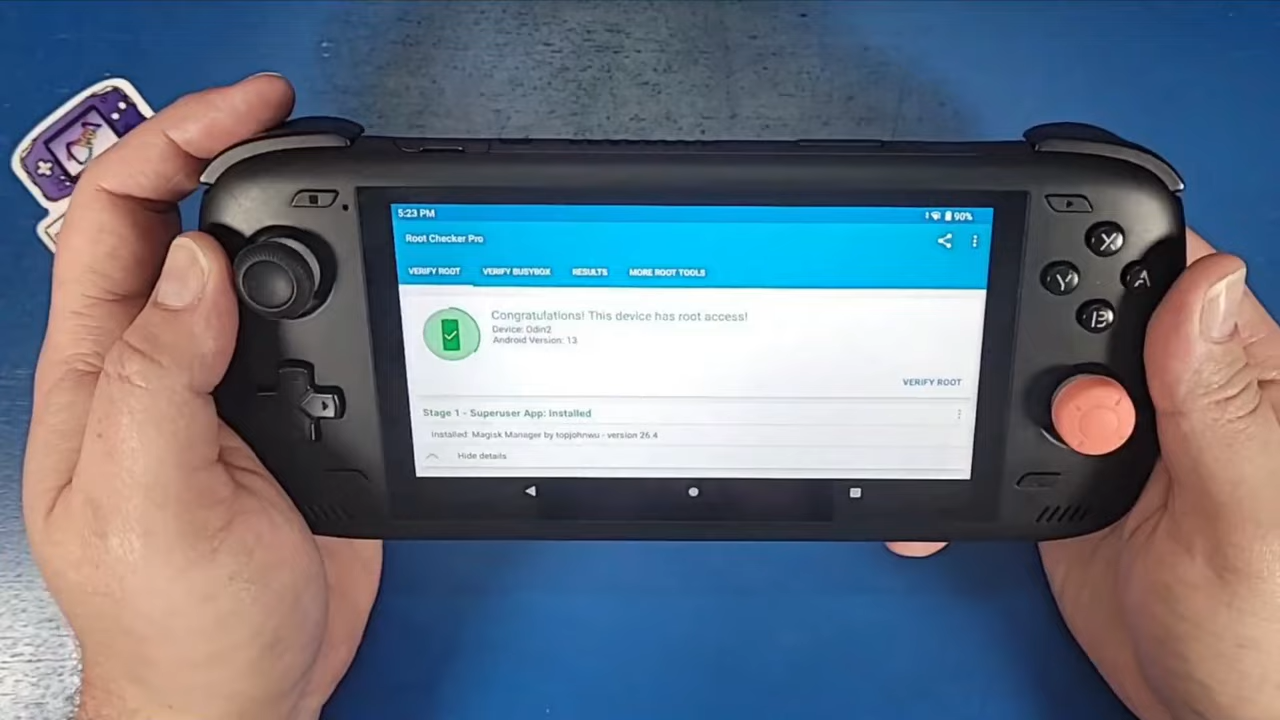 5:23 PM
90%
Root Checker Pro
VERIFY ROOT VERIFY BUSYBOX RESULTS MORE ROOT TOOLS
Congratulations! This device has root access!
Device: Odin2
Android Version: 13
VERIFY ROOT
Stage 1 - Superuser App: Installed
Installed: Magisk Manager by topjohnwu - version 26.4
Hide details
X
Y
A
B